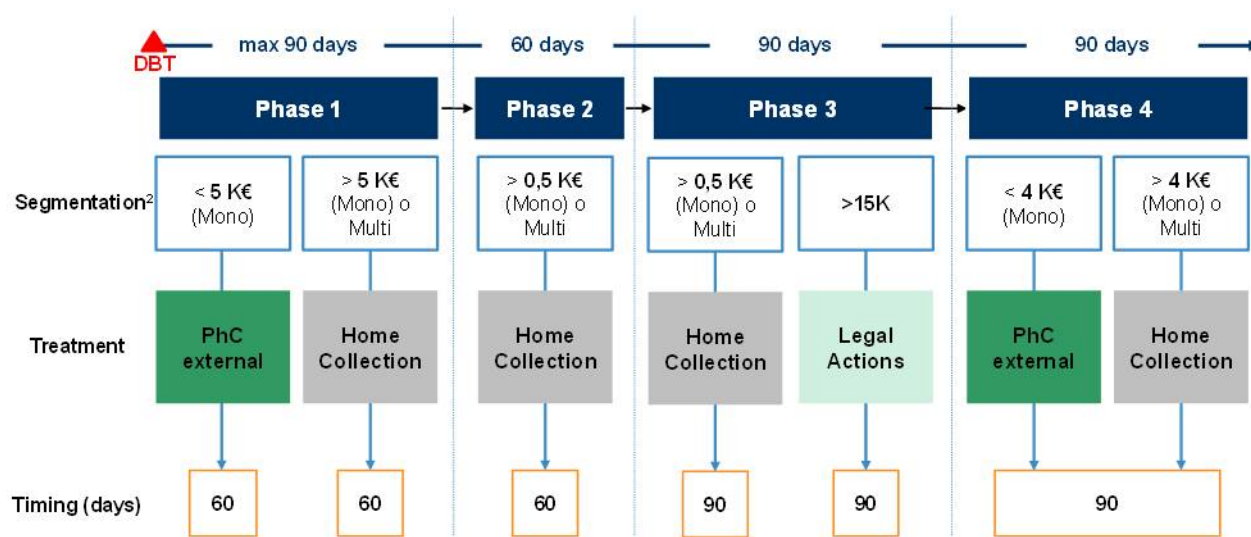 max 90 days
60 days
90 days
90 days
DBT
Phase 1
Phase 2
Phase 3
Phase 4
Segmentation2
< 5 K€
(Mono)
> 5 K€
(Mono) o
Multi
> 0,5 K€
(Mono) o
Multi
> 0,5 K€
(Mono) o
Multi
>15K
< 4 K€
(Mono)
> 4 K€
(Mono) o
Multi
Treatment
PhC
external
Home
Collection
Home
Collection
Home
Collection
Legal
Actions
PhC
external
Home
Collection
Timing (days)
60
60
60
90
90
90